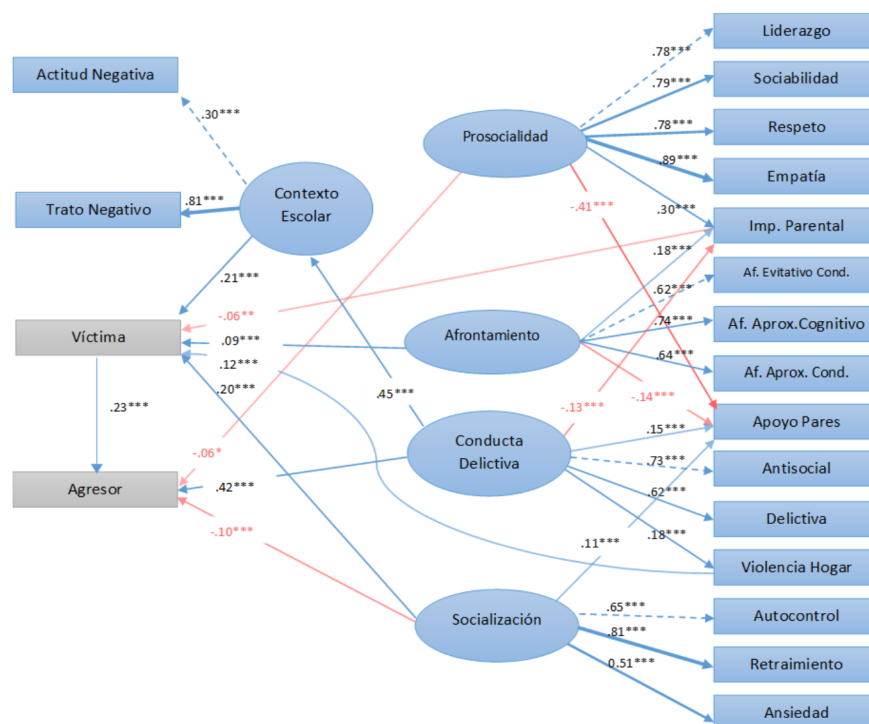 Liderazgo
.78***
Actitud Negativa
Sociabilidad
.79***
.30***
Prosocialidad
Respeto
.78***
Empatía
.89***
Contexto
Escolar
Trato Negativo
.81***
-.41***
.30***
Imp. Parental
.18***
.21***
Af. Evitativo Cond.
.62***
-.06**
Víctima
Afrontamiento
.74***
Af. Aprox.Cognitivo
.09***
.12***
.64***
Af. Aprox. Cond.
.20***
.45***
-.14***
-.13***
.23***
.15***
Apoyo Pares
Conducta
Delictiva
-.06*
.73***
Antisocial
Agresor
.42***
.62***
Delictiva
-.10***
.18***
.11***
Violencia Hogar
.65***
Autocontrol
Socialización
.81***
Retraimiento
0.51***
Ansiedad